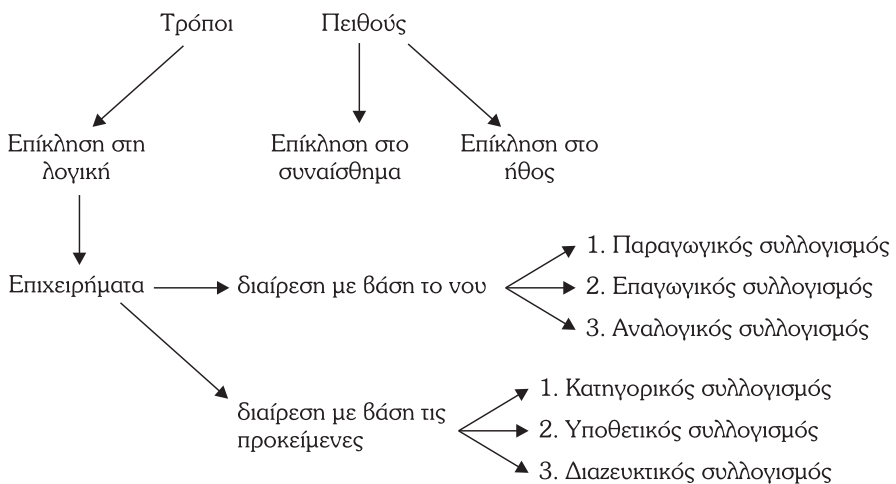 Τρόποι Πειθούς
Επίκληση στη
λογική
Επίκληση στο
συναίσθημα
Επίκληση στο
ήθος
Επιχειρήματα
διαίρεση με βάση το νου
1. Παραγωγικός συλλογισμός
2. Επαγωγικός συλλογισμός
3. Αναλογικός συλλογισμός
διαίρεση με βάση τις
προκείμενες
1. Κατηγορικός συλλογισμός
2. Υποθετικός συλλογισμός
3. Διαζευκτικός συλλογισμός